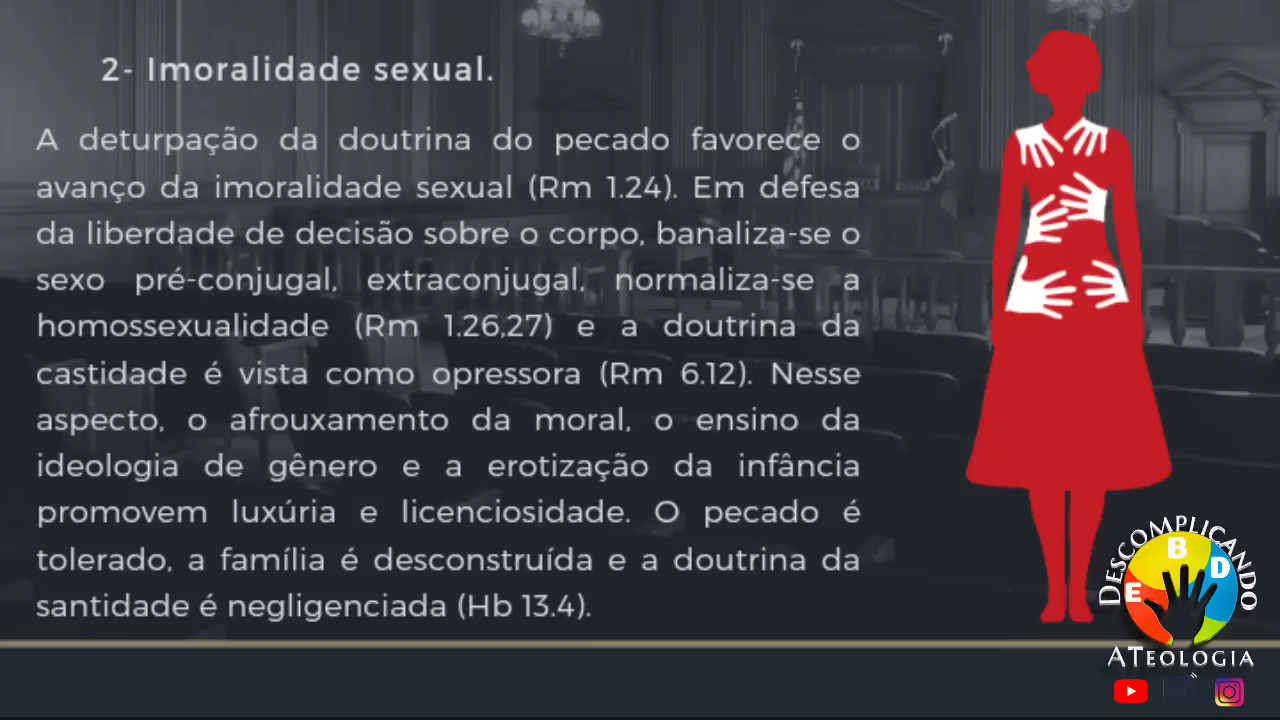 2- Imoralidade sexual.
A deturpação da doutrina do pecado favorece o
avanço da imoralidade sexual (Rm 1.24). Em defesa
da liberdade de decisão sobre o corpo, banaliza-se o
sexo pré-conjugal, extraconjugal, normaliza-se a
homossexualidade (Rm 1.26,27) e a doutrina da
castidade é vista como opressora (Rm 6.12). Nesse
aspecto, o afrouxamento da moral, o ensino da
ideologia de gênero e a erotização da infância
promovem luxúria e licenciosidade. O pecado é
tolerado, a família é desconstruída e a doutrina da
santidade é negligenciada (Hb 13.4).
DESCOMPLICANDO
E B D
ATEOLOGIA